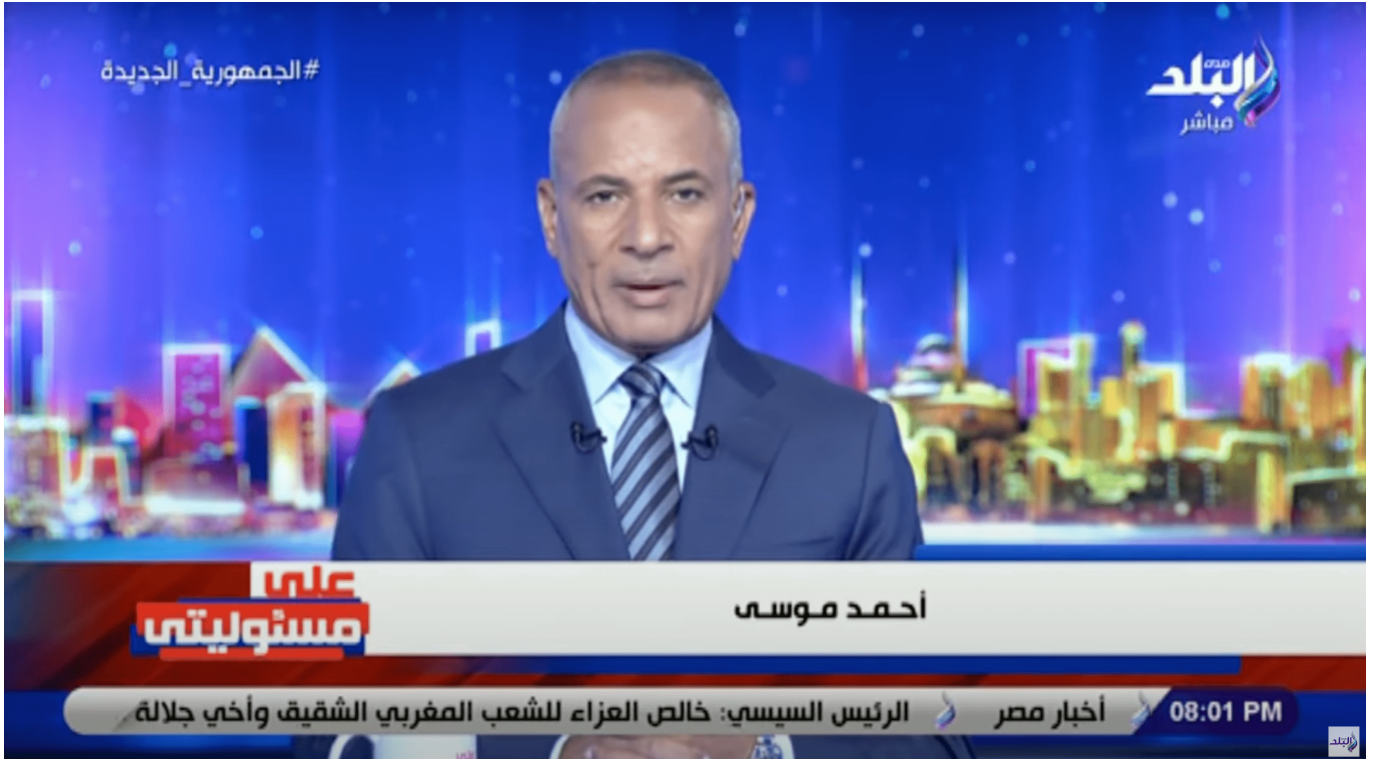 #الجمهورية_الجديدة
صدى البلد
مباشر
أحمد موسى
على
مسئوليتي
08:01 PM
أخبار مصر الرئيس السيسي: خالص العزاء للشعب المغربي الشقيق وأخي جلالة
البلد